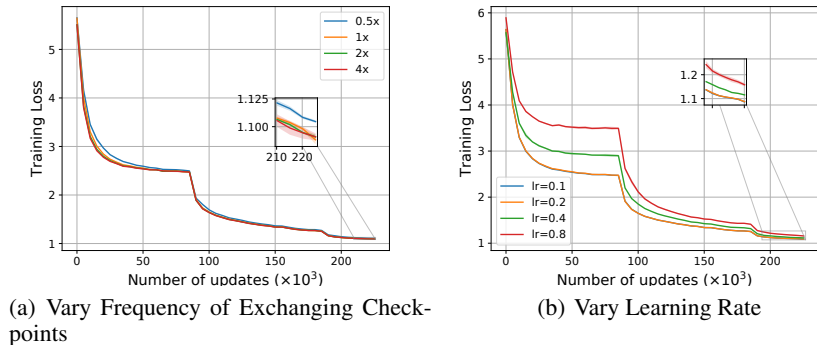 5
4
3
2
1
Training Loss
0.5x
1x
2x
4x
1.125
1.100
210 220
0 50 100 150 200
Number of updates (×10³)
(a) Vary Frequency of Exchanging Check-
points
6
5
4
3
2
1
Training Loss
1.2
1.1
lr=0.1
lr=0.2
lr=0.4
lr=0.8
0 50 100 150 200
Number of updates (×10³)
(b) Vary Learning Rate